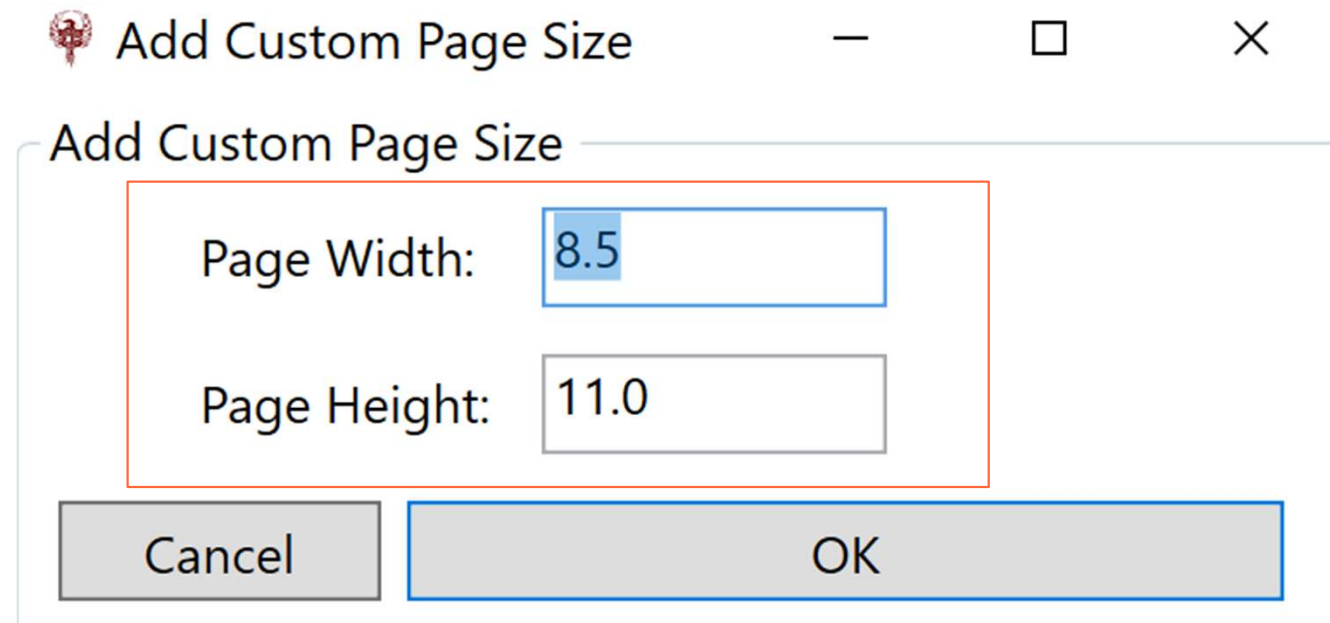 Add Custom Page Size
Add Custom Page Size
Page Width: 8.5
Page Height: 11.0
Cancel OK